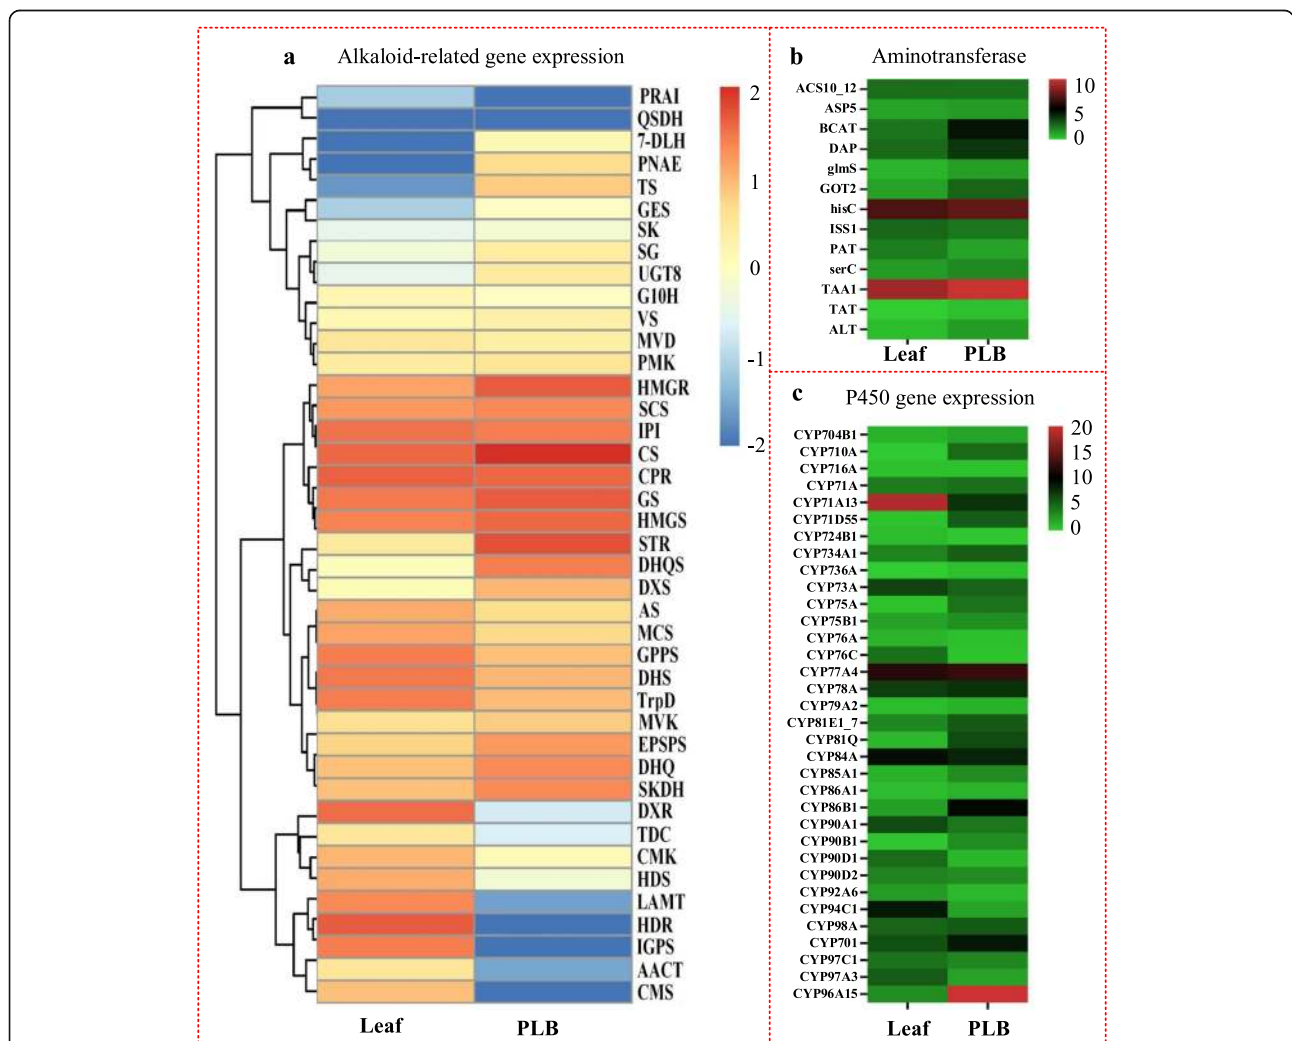 a Alkaloid-related gene expression
PRAI
QSDH
7-DLH
PNAE
TS
GES
SK
SG
UGT8
G10H
VS
MVD
PMK
HMGR
SCS
IPI
CS
CPR
GS
HMGS
STR
DHQS
DXS
AS
MCS
GPPS
DHS
TrpD
MVK
EPSPS
DHQ
SKDH
DXR
TDC
CMK
HDS
LAMT
HDR
IGPS
AACT
CMS
2
1
0
-1
-2
Leaf PLB
b Aminotransferase
ACS10_12
ASP5
BCAT
DAP
glmS
GOT2
hisC
ISS1
PAT
serC
TAA1
TAT
ALT
10
5
0
Leaf PLB
c P450 gene expression
CYP704B1
CYP710A
CYP716A
CYP71A
CYP71A13
CYP71D55
CYP724B1
CYP734A1
CYP736A
CYP73A
CYP75A
CYP75B1
CYP76A
CYP76C
CYP77A4
CYP78A
CYP79A2
CYP81E1_7
CYP81Q
CYP84A
CYP85A1
CYP86A1
CYP86B1
CYP90A1
CYP90B1
CYP90D1
CYP90D2
CYP92A6
CYP94C1
CYP98A
CYP701
CYP97C1
CYP97A3
CYP96A15
20
15
10
5
0
Leaf PLB